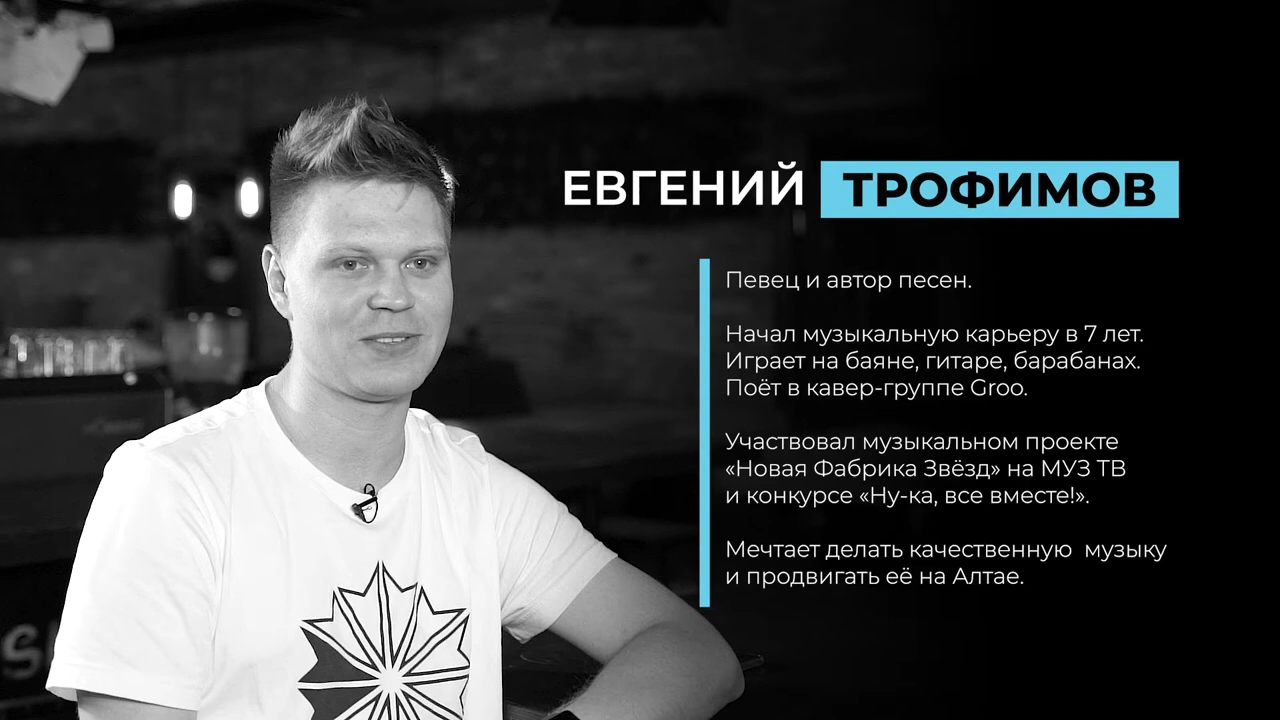 ЕВГЕНИЙ ТРОФИМОВ
Певец и автор песен.
Начал музыкальную карьеру в 7 лет.
Играет на баяне, гитаре, барабанах.
Поёт в кавер-группе Groo.
Участвовал музыкальном проекте
«Новая Фабрика Звёзд» на МУЗ ТВ
и конкурсе «Ну-ка, все вместе!».
Мечтает делать качественную  музыку
и продвигать её на Алтае.